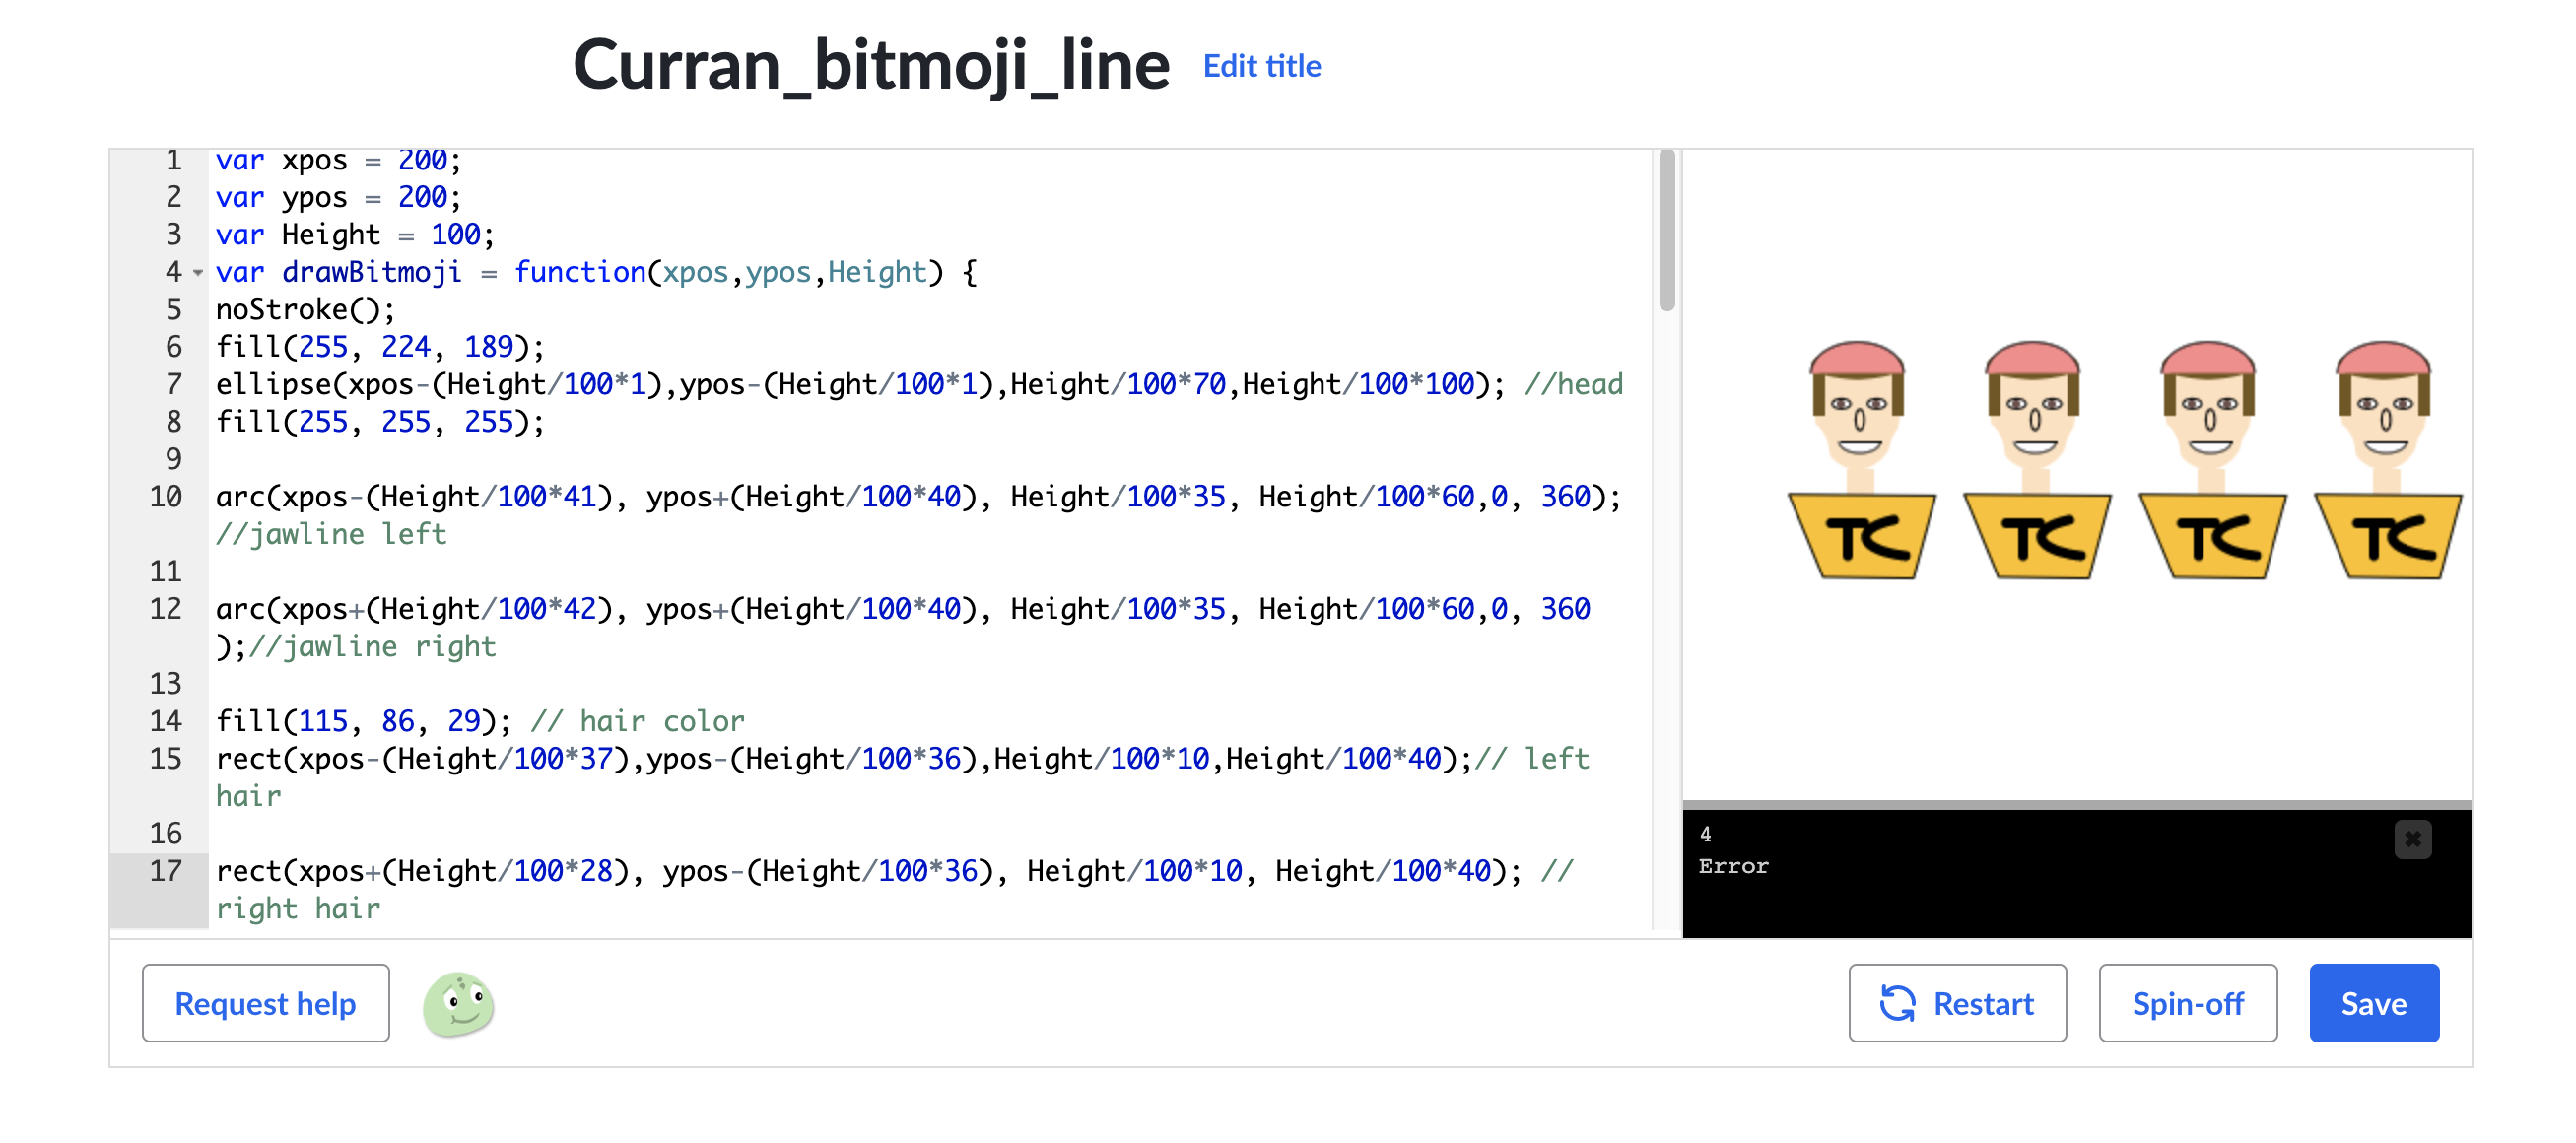 Curran_bitmoji_line Edit title
1 var xpos = 200;
2 var ypos = 200;
3 var Height = 100;
4 var drawBitmoji = function(xpos,ypos,Height) {
5 noStroke();
6 fill(255, 224, 189);
7 ellipse(xpos-(Height/100*1),ypos-(Height/100*1),Height/100*70,Height/100*100); //head
8 fill(255, 255, 255);
9
10 arc(xpos-(Height/100*41), ypos+(Height/100*40), Height/100*35, Height/100*60,0, 360);
//jawline left
11
12 arc(xpos+(Height/100*42), ypos+(Height/100*40), Height/100*35, Height/100*60,0, 360
);//jawline right
13
14 fill(115, 86, 29); // hair color
15 rect(xpos-(Height/100*37),ypos-(Height/100*36),Height/100*10,Height/100*40);// left
hair
16
17 rect(xpos+(Height/100*28), ypos-(Height/100*36), Height/100*10, Height/100*40); //
right hair
TC TC TC TC
4
Error
Request help
Restart
Spin-off
Save